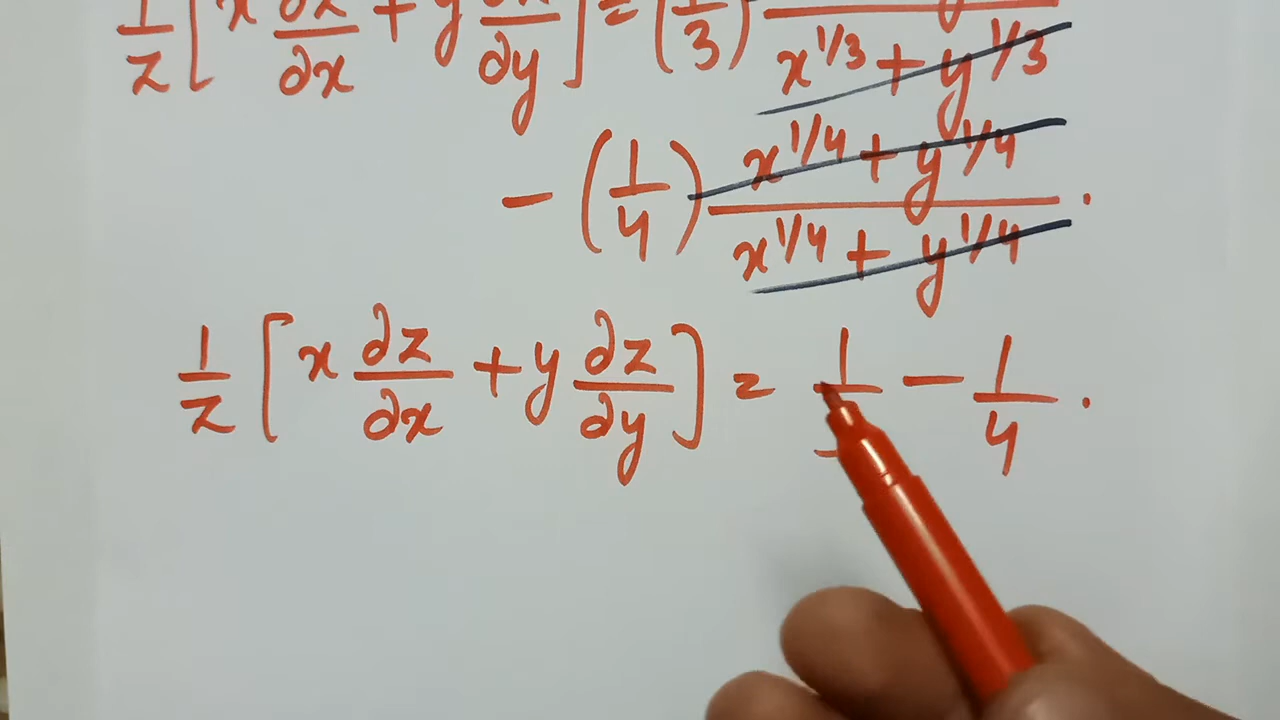 1/z [x ∂z/∂x + y ∂z/∂y] = (1/3) / x^1/3 + y^1/3
- (1/4) x^1/4 + y^1/4 / x^1/4 + y^1/4 .
1/z [x ∂z/∂x + y ∂z/∂y] = 1/ - 1/4 .